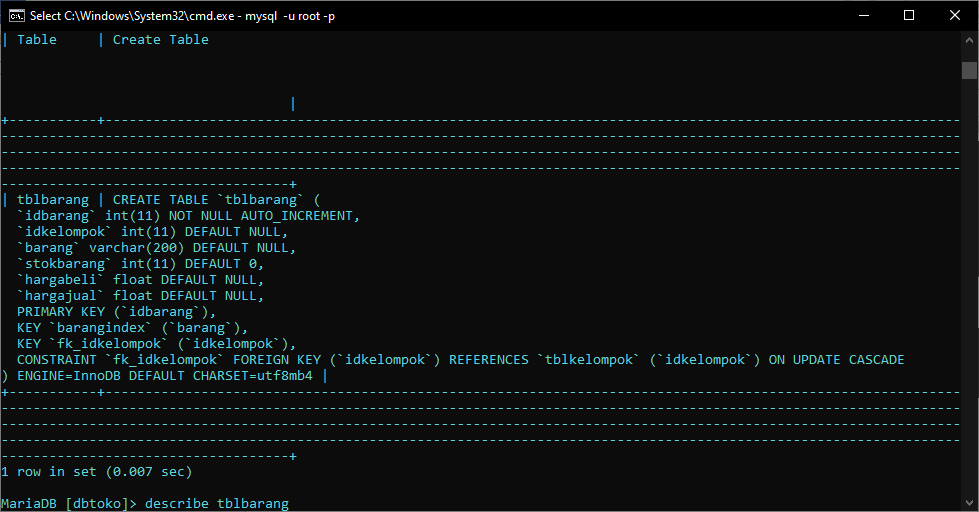 Select C:\Windows\System32\cmd.exe - mysql -u root -p
| Table     | Create Table
|
+-----------+-----------------------------------------------------------------------------------------------------------
------------------------------------------------------------------------------------------------------------------------
------------------------------------------------------------------------------------------------------------------------
------------------------------------------------------------------------------------------------------------------------
------------------------------------+
| tblbarang | CREATE TABLE `tblbarang` (
  `idbarang` int(11) NOT NULL AUTO_INCREMENT,
  `idkelompok` int(11) DEFAULT NULL,
  `barang` varchar(200) DEFAULT NULL,
  `stokbarang` int(11) DEFAULT 0,
  `hargabeli` float DEFAULT NULL,
  `hargajual` float DEFAULT NULL,
  PRIMARY KEY (`idbarang`),
  KEY `barangindex` (`barang`),
  KEY `fk_idkelompok` (`idkelompok`),
  CONSTRAINT `fk_idkelompok` FOREIGN KEY (`idkelompok`) REFERENCES `tblkelompok` (`idkelompok`) ON UPDATE CASCADE
) ENGINE=InnoDB DEFAULT CHARSET=utf8mb4 |
+-----------+-----------------------------------------------------------------------------------------------------------
------------------------------------------------------------------------------------------------------------------------
------------------------------------------------------------------------------------------------------------------------
------------------------------------------------------------------------------------------------------------------------
------------------------------------+
1 row in set (0.007 sec)
MariaDB [dbtoko]> describe tblbarang